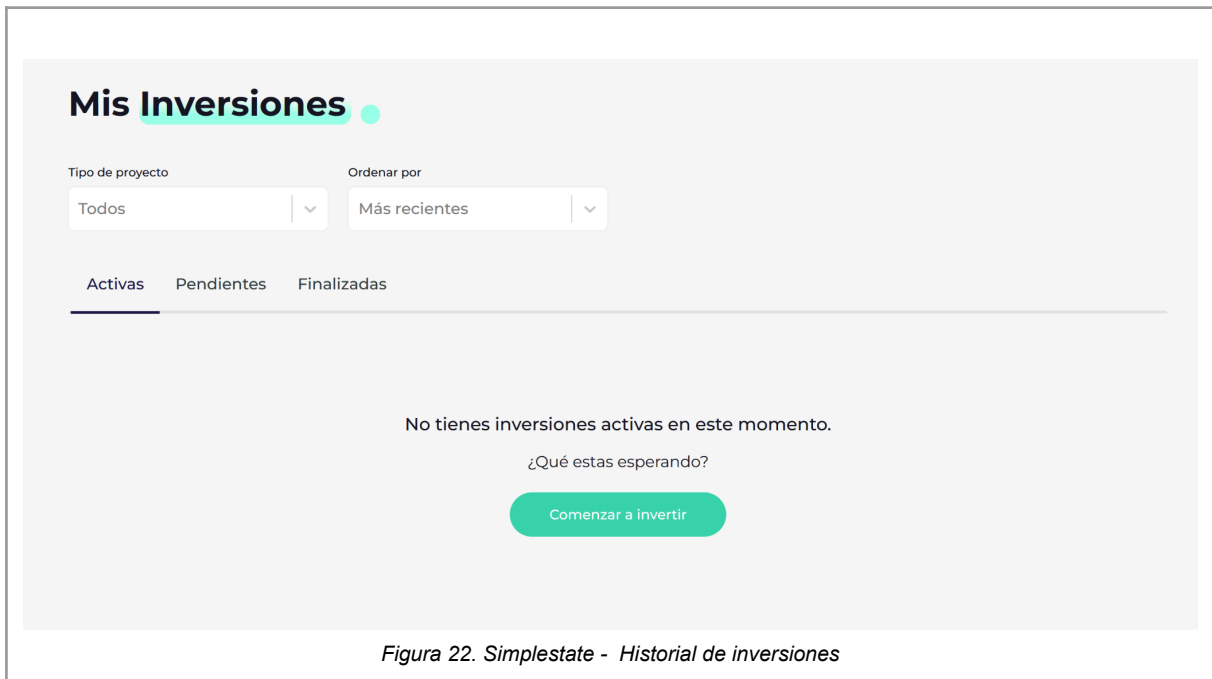 Mis Inversiones
Tipo de proyecto Ordenar por
Todos Más recientes
Activas Pendientes Finalizadas
No tienes inversiones activas en este momento.
¿Qué estas esperando?
Comenzar a invertir
Figura 22. Simplestate - Historial de inversiones